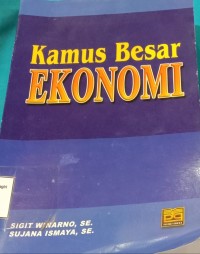 Kamus Besar
EKONOMI
SIGIT WINARNO, SE.
SUJANA ISMAYA, SE.